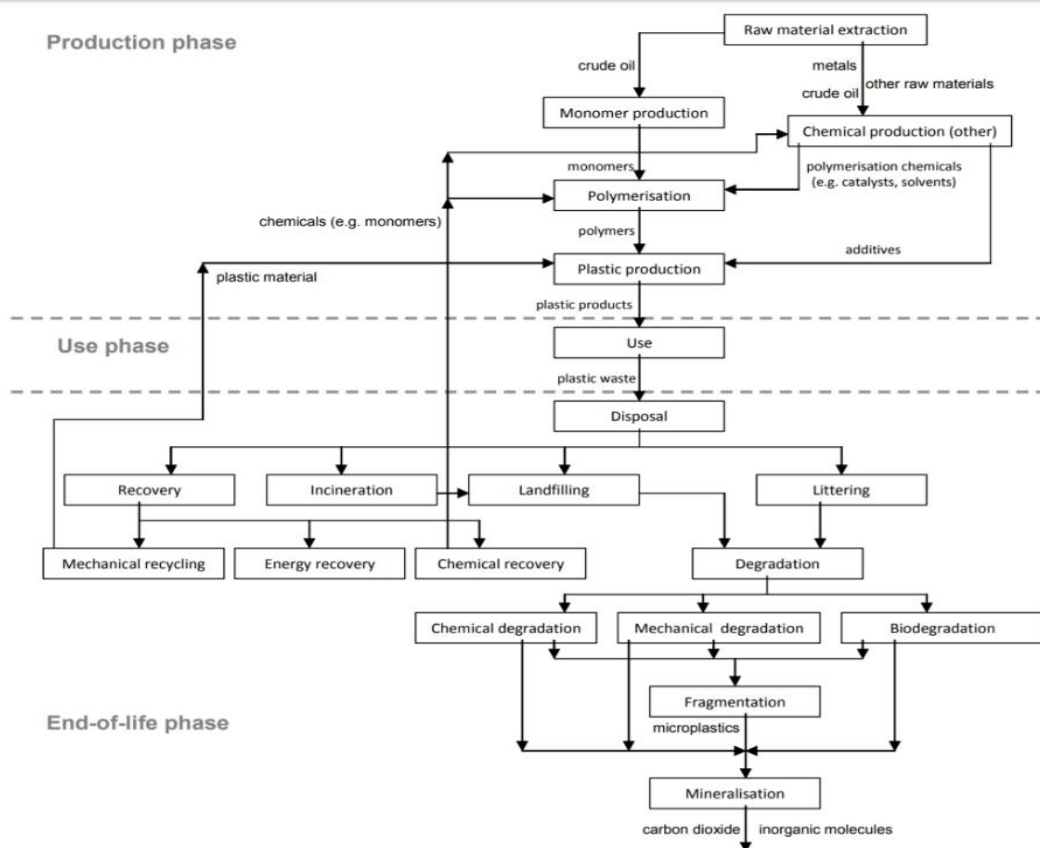 Production phase
Raw material extraction
crude oil
metals
other raw materials
crude oil
Monomer production
Chemical production (other)
monomers
polymerisation chemicals
(e.g. catalysts, solvents)
Polymerisation
chemicals (e.g. monomers)
polymers
additives
Plastic production
plastic material
plastic products
Use phase
Use
plastic waste
Disposal
Recovery
Incineration
Landfilling
Littering
Mechanical recycling
Energy recovery
Chemical recovery
Degradation
Chemical degradation
Mechanical degradation
Biodegradation
Fragmentation
End-of-life phase
microplastics
Mineralisation
carbon dioxide
inorganic molecules